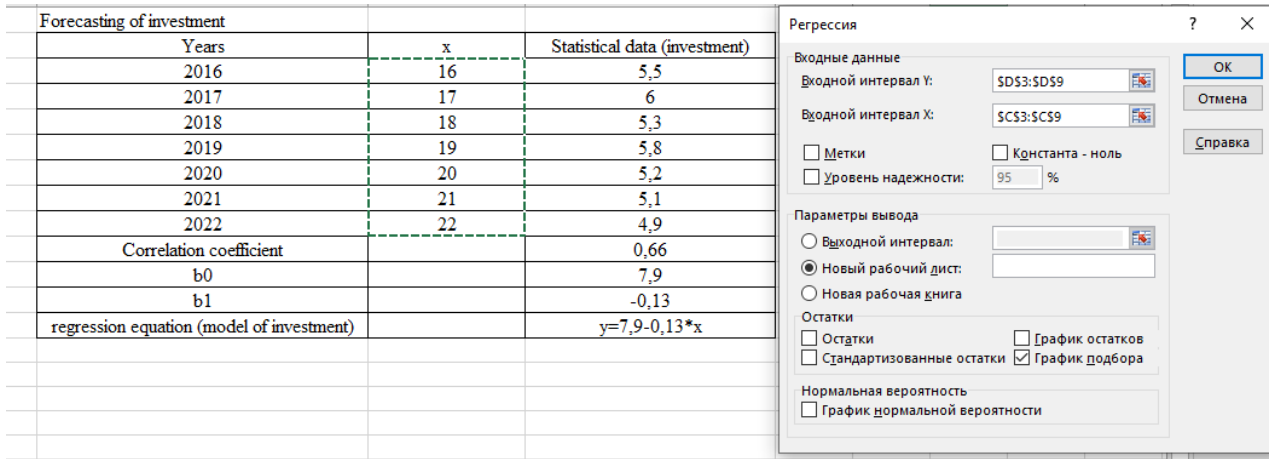 Forecasting of investment
Years x Statistical data (investment)
2016 16 5,5
2017 17 6
2018 18 5,3
2019 19 5,8
2020 20 5,2
2021 21 5,1
2022 22 4,9
Correlation coefficient 0,66
b0 7,9
b1 -0,13
regression equation (model of investment) y=7,9-0,13*x
Регрессия ? ×
Входные данные
Входной интервал Y: $D$3:$D$9
Входной интервал X: $C$3:$C$9
Метки Константа - ноль
Уровень надежности: 95 %
ОК
Отмена
Справка
Параметры вывода
Выходной интервал:
Новый рабочий лист:
Новая рабочая книга
Остатки
Остатки График остатков
Стандартизованные остатки График подбора
Нормальная вероятность
График нормальной вероятности